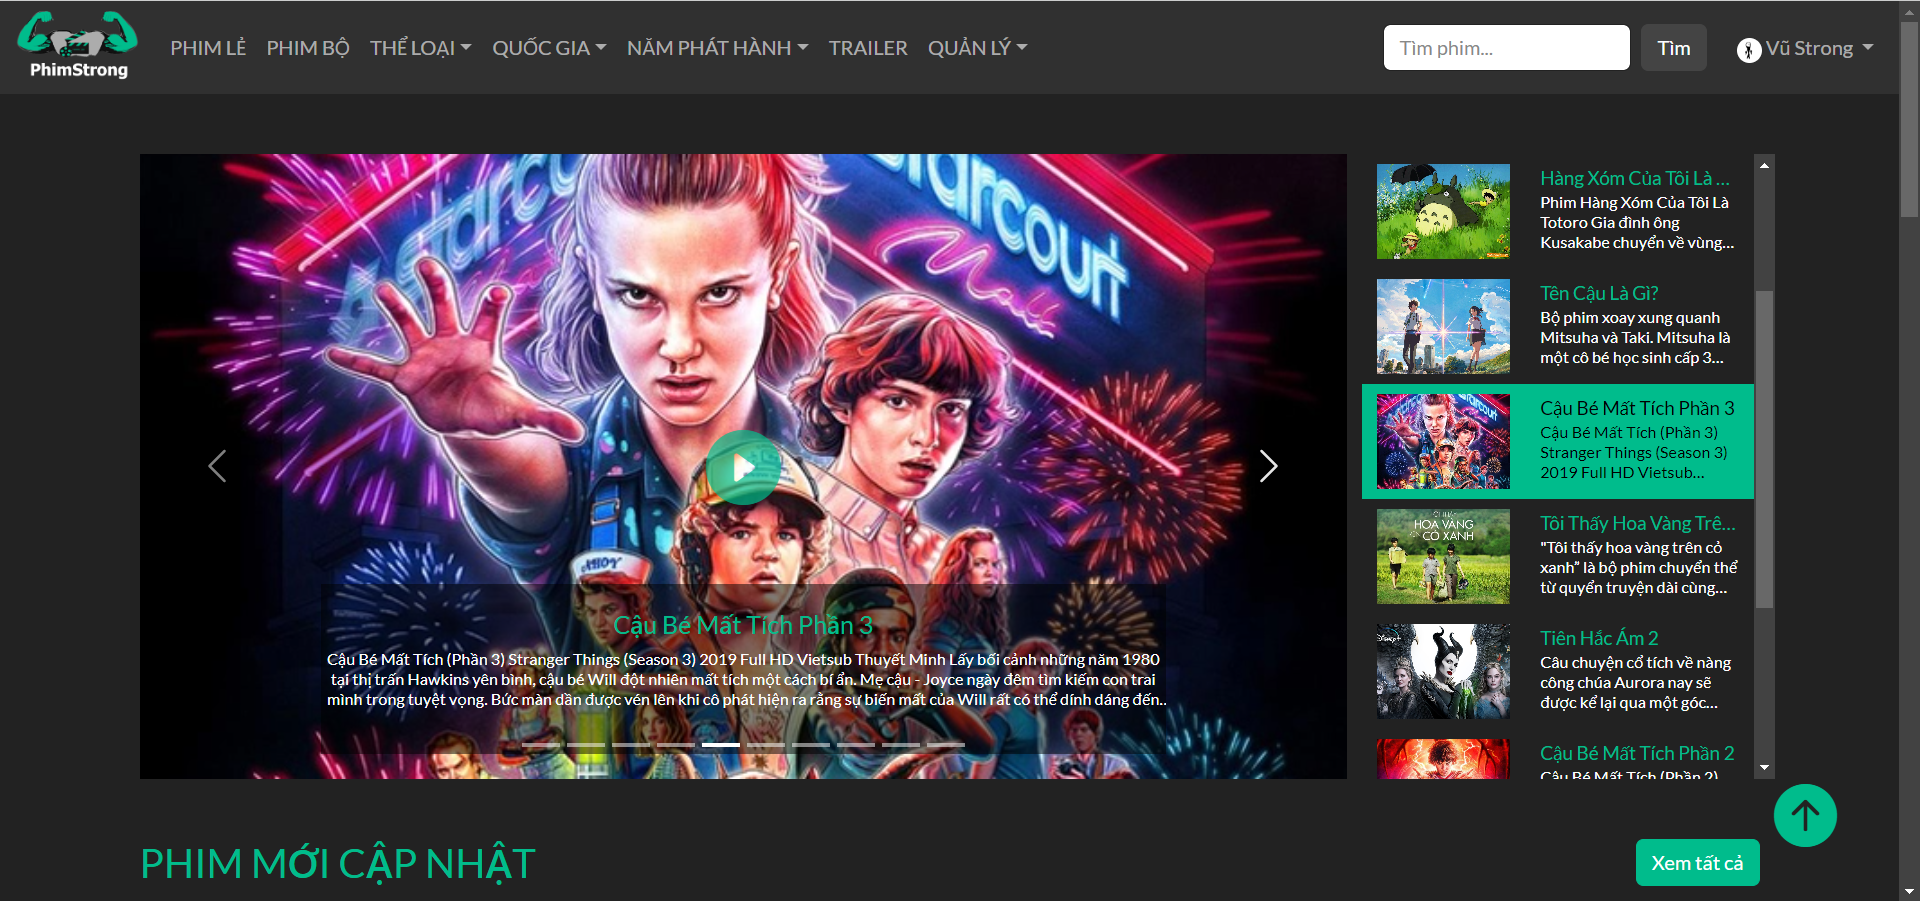 PhimStrong
PHIM LẺ
PHIM BỘ
THỂ LOẠI
QUỐC GIA
NĂM PHÁT HÀNH
TRAILER
QUẢN LÝ
Tìm phim...
Tìm
Vũ Strong
Starcourt
Mall
AHOY
Cậu Bé Mất Tích Phần 3
Cậu Bé Mất Tích (Phần 3) Stranger Things (Season 3) 2019 Full HD Vietsub Thuyết Minh Lấy bối cảnh những năm 1980
tại thị trấn Hawkins yên bình, cậu bé Will đột nhiên mất tích một cách bí ẩn. Mẹ cậu - Joyce ngày đêm tìm kiếm con trai
mình trong tuyệt vọng. Bức màn dần được vén lên khi cô phát hiện ra rằng sự biến mất của Will rất có thể dính dáng đến..
Hàng Xóm Của Tôi Là ...
Phim Hàng Xóm Của Tôi Là
Totoro Gia đình ông
Kusakabe chuyển về vùng...
Tên Cậu Là Gì?
Bộ phim xoay xung quanh
Mitsuha và Taki. Mitsuha là
một cô bé học sinh cấp 3...
Cậu Bé Mất Tích Phần 3
Cậu Bé Mất Tích (Phần 3)
Stranger Things (Season 3)
2019 Full HD Vietsub...
HOA VÀNG
CỎ XANH
Tôi Thấy Hoa Vàng Trê...
"Tôi thấy hoa vàng trên cỏ
xanh” là bộ phim chuyển thể
từ quyển truyện dài cùng...
Disney+
Tiên Hắc Ám 2
Câu chuyện cổ tích về nàng
công chúa Aurora nay sẽ
được kể lại qua một góc...
Cậu Bé Mất Tích Phần 2
Cậu Bé Mất Tích (Phần 2)
PHIM MỚI CẬP NHẬT
Xem tất cả